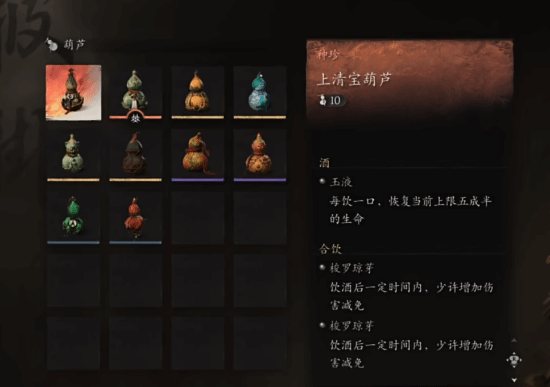 葫芦
神珍
上清宝葫芦
10
酒
玉液
每饮一口，恢复当前上限五成半
的生命
合饮
梭罗琼芽
饮酒后一定时间内，少许增加伤
害减免
梭罗琼芽
饮酒后一定时间内，少许增加伤
害减免